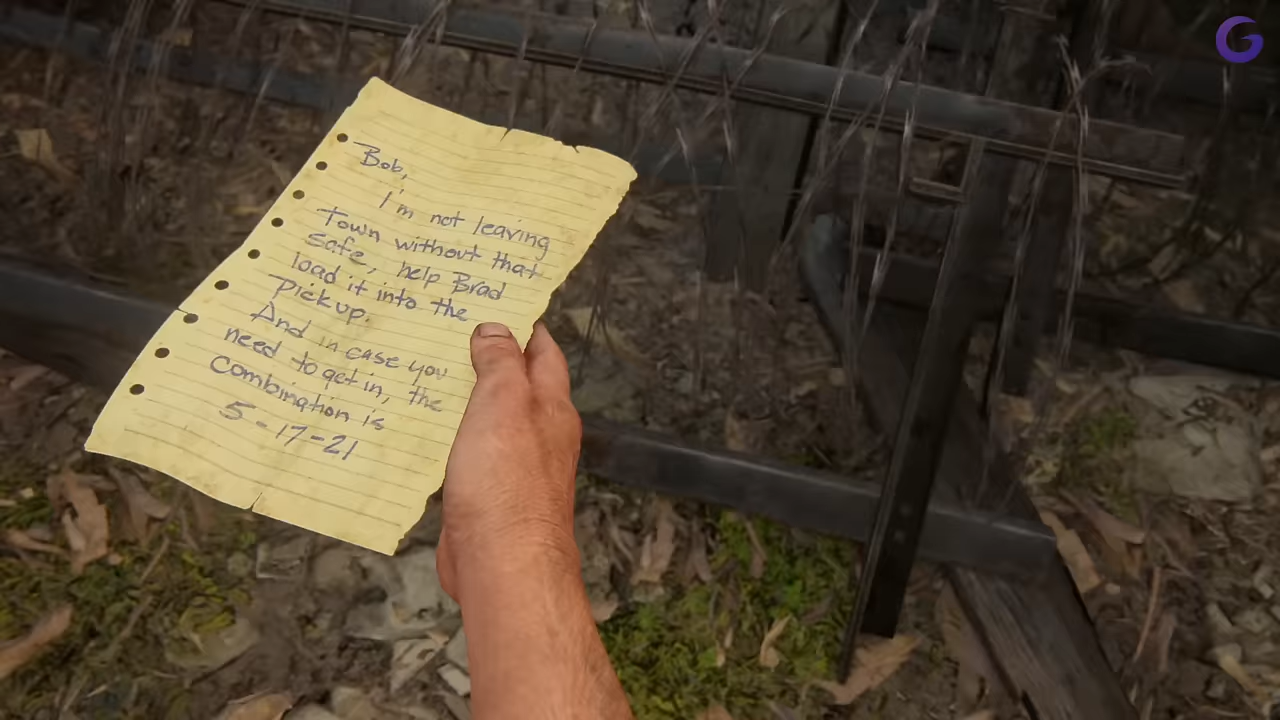 Bob,
I'm not leaving
Town without that
safe, help Brad
load it into the
Pickup.
And in case you
need to get in, the
Combination is
5-17-21